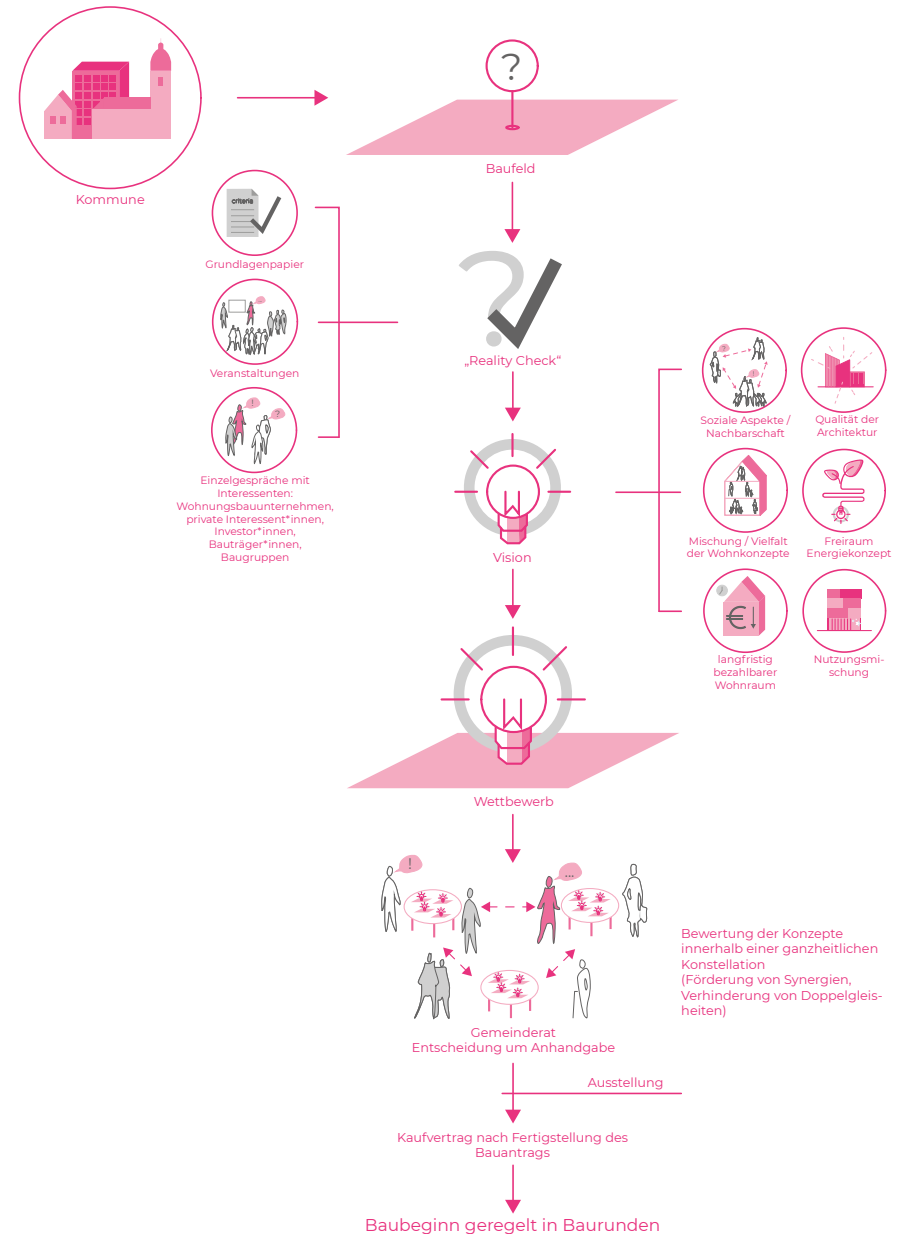 ?
Baufeld
Kommune
criteria
Grundlagenpapier
...
Veranstaltungen
!
?
Einzelgespräche mit
Interessenten:
Wohnungsbauunternehmen,
private Interessent*innen,
Investor*innen,
Bauträger*innen,
Baugruppen
?
„Reality Check“
?
!
Soziale Aspekte /
Nachbarschaft
Qualität der
Architektur
Mischung / Vielfalt
der Wohnkonzepte
Freiraum
Energiekonzept
€
langfristig
bezahlbarer
Wohnraum
Nutzungsmi-
schung
Vision
Wettbewerb
!
...
Gemeinderat
Entscheidung um Anhandgabe
Bewertung der Konzepte
innerhalb einer ganzheitlichen
Konstellation
(Förderung von Synergien,
Verhinderung von Doppelgleis-
heiten)
Ausstellung
Kaufvertrag nach Fertigstellung des
Bauantrags
Baubeginn geregelt in Baurunden